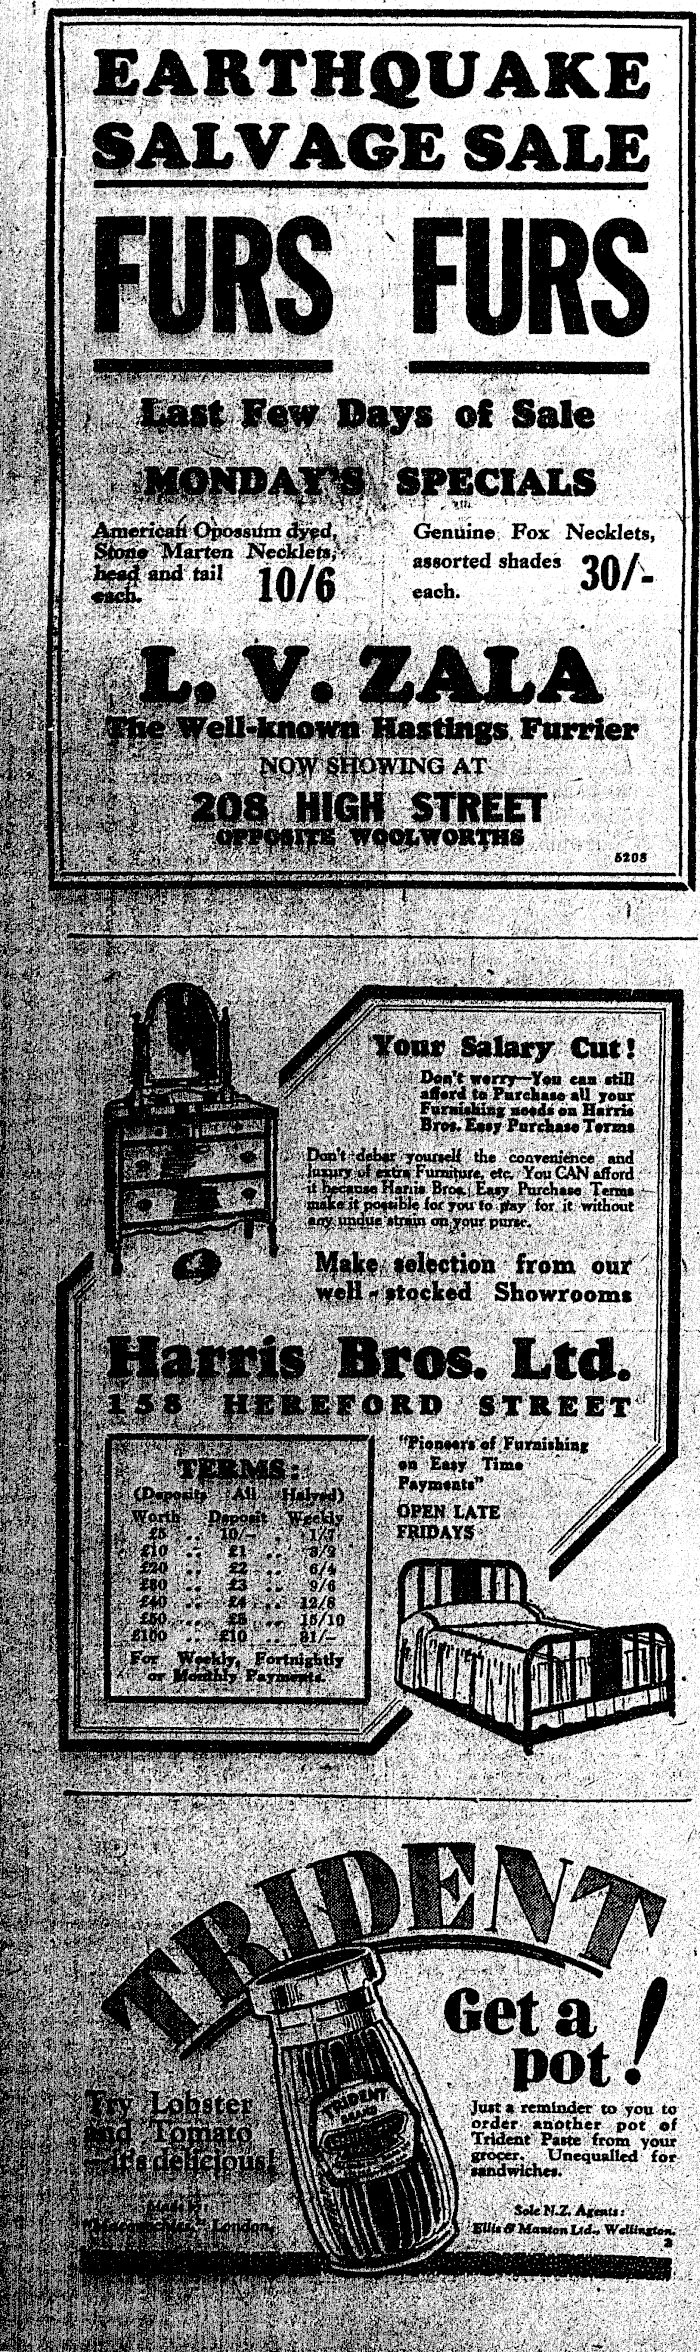 EARTHQUAKE
SALVAGE SALE
FURS FURS
Last Few Days of Sale
MONDAY'S SPECIALS
American Opossum dyed,
Stone Marten Necklets,
head and tail
each. 10/6
Genuine Fox Necklets,
assorted shades
each. 30/-
L. V. ZALA
The Well-known Hastings Furrier
NOW SHOWING AT
208 HIGH STREET
OPPOSITE WOOLWORTHS
5208
Your Salary Cut!
Don't worry—You can still
afford to Purchase all your
Furnishing needs on Harris
Bros. Easy Purchase Terms
Don't debar yourself the convenience and
luxury of extra Furniture, etc. You CAN afford
it because Harris Bros. Easy Purchase Terms
make it possible for you to pay for it without
any undue strain on your purse.
Make selection from our
well-stocked Showrooms
Harris Bros. Ltd.
158 HEREFORD STREET
TERMS:
(Deposits All Halved)
Worth Deposit Weekly
£5 .. 10/- .. 1/7
£10 .. £1 .. 3/2
£20 .. £2 .. 6/4
£30 .. £3 .. 9/6
£40 .. £4 .. 12/8
£50 .. £5 .. 15/10
£100 .. £10 .. 31/-
For Weekly, Fortnightly
or Monthly Payments.
"Pioneers of Furnishing
on Easy Time
Payments"
OPEN LATE
FRIDAYS
TRIDENT
Get a
pot!
TRIDENT
BRAND
Try Lobster
and Tomato
—it's delicious!
Made by:
London.
Just a reminder to you to
order another pot of
Trident Paste from your
grocer. Unequalled for
sandwiches.
Sole N.Z. Agents:
Ellis & Manton Ltd., Wellington.
2